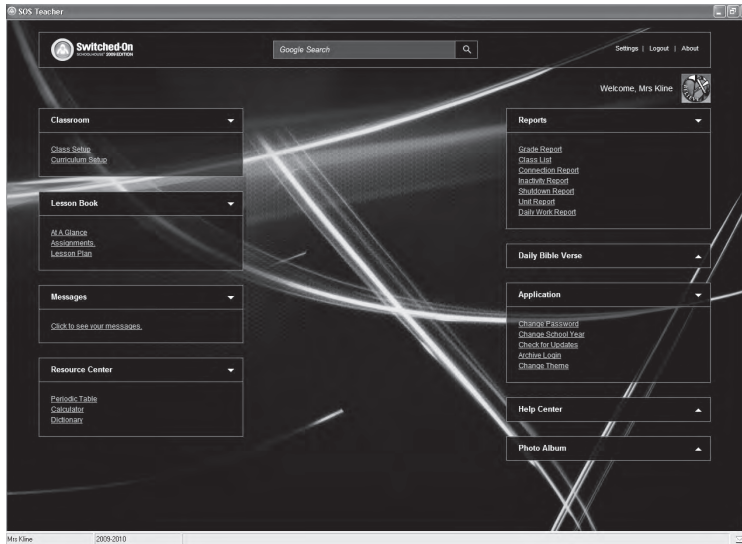 SOS Teacher
Switched-On
SCHOOLHOUSE 2009 EDITION
Google Search
Settings | Logout | About
Welcome, Mrs Kline
Classroom
Class Setup
Curriculum Setup
Lesson Book
At A Glance
Assignments
Lesson Plan
Messages
Click to see your messages.
Resource Center
Periodic Table
Calculator
Dictionary
Reports
Grade Report
Class List
Connection Report
Inactivity Report
Shutdown Report
Unit Report
Daily Work Report
Daily Bible Verse
Application
Change Password
Change School Year
Check for Updates
Archive Login
Change Theme
Help Center
Photo Album
Mrs Kline
2009-2010